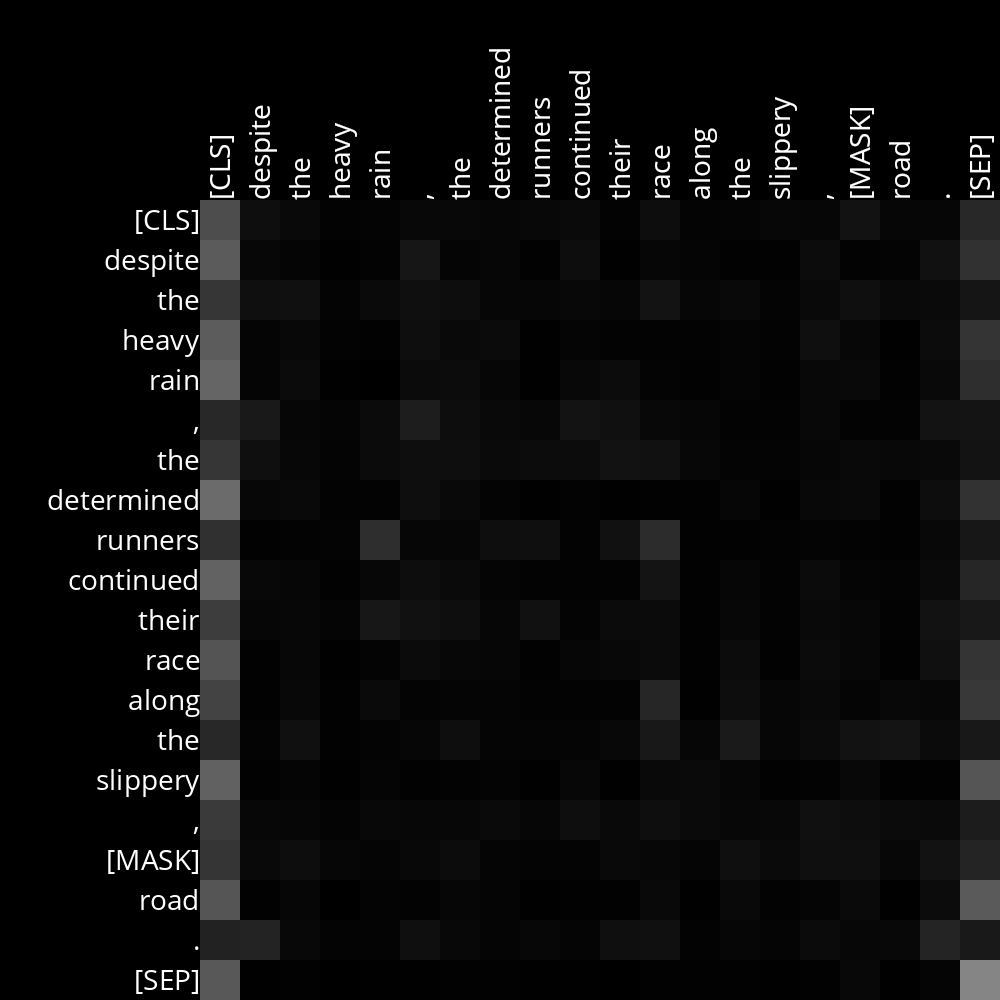 [CLS] despite the heavy rain , the determined runners continued their race along the slippery , [MASK] road . [SEP]
[CLS]
despite
the
heavy
rain
,
the
determined
runners
continued
their
race
along
the
slippery
,
[MASK]
road
.
[SEP]